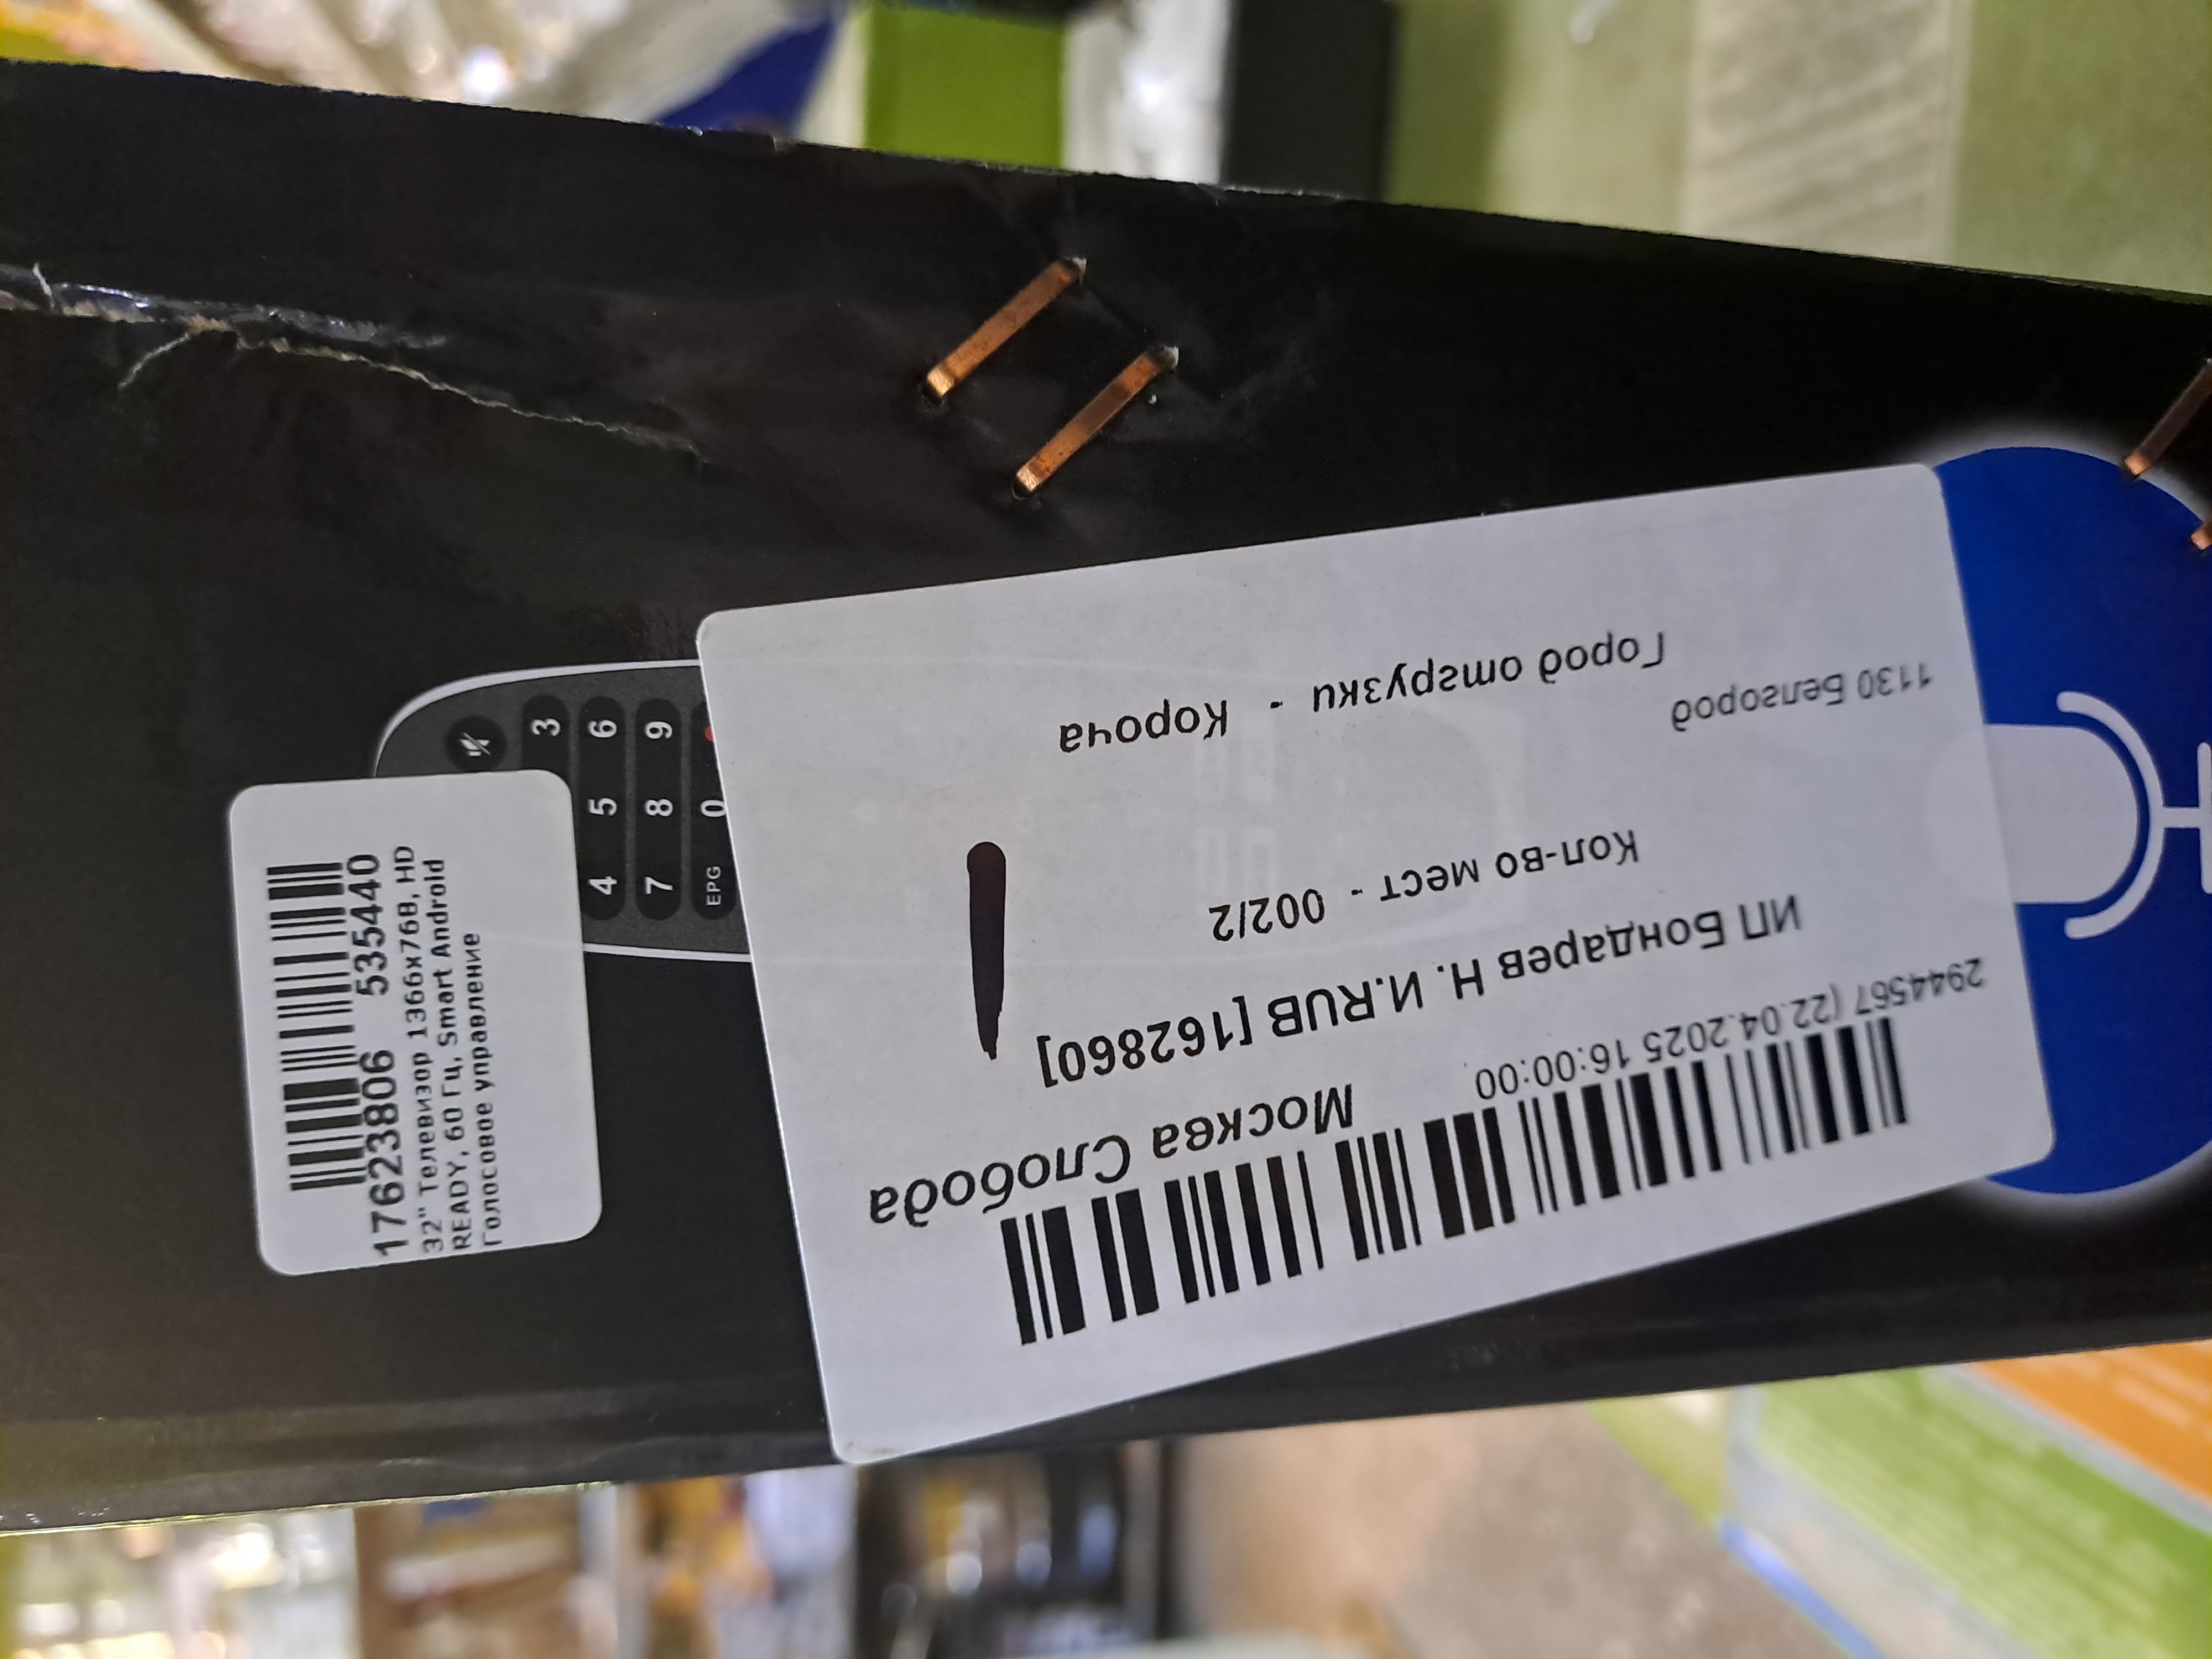 2944567 (22.04.2025 16:00:00
Москва Слобода
ИП Бондарев Н. И.RUB [162860]
Кол-во мест - 002/2
1130 Белгород
Город отгрузки - Короча
17623806 535440
32" Телевизор 1366x768, HD
READY, 60 Гц, Smart Android
Голосовое управление
3
4 5 6
7 8 9
EPG 0